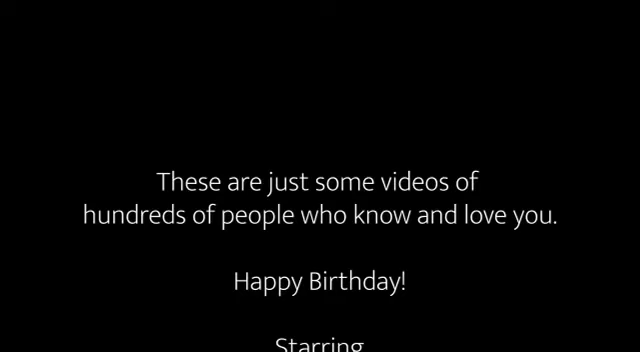 These are just some videos of
hundreds of people who know and love you.
Happy Birthday!
Starring